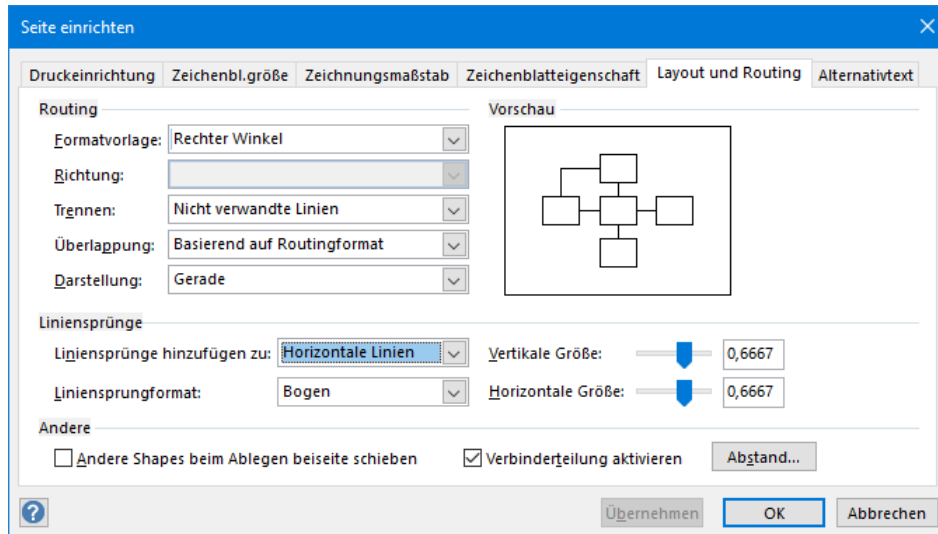 Seite einrichten
Druckeinrichtung Zeichenbl.größe Zeichnungsmaßstab Zeichenblatteigenschaft Layout und Routing Alternativtext
Routing Vorschau
Formatvorlage: Rechter Winkel
Richtung:
Trennen: Nicht verwandte Linien
Überlappung: Basierend auf Routingformat
Darstellung: Gerade
Liniensprünge
Liniensprünge hinzufügen zu: Horizontale Linien Vertikale Größe: 0,6667
Liniensprungformat: Bogen Horizontale Größe: 0,6667
Andere
Andere Shapes beim Ablegen beiseite schieben Verbinderteilung aktivieren Abstand...
? Übernehmen OK Abbrechen